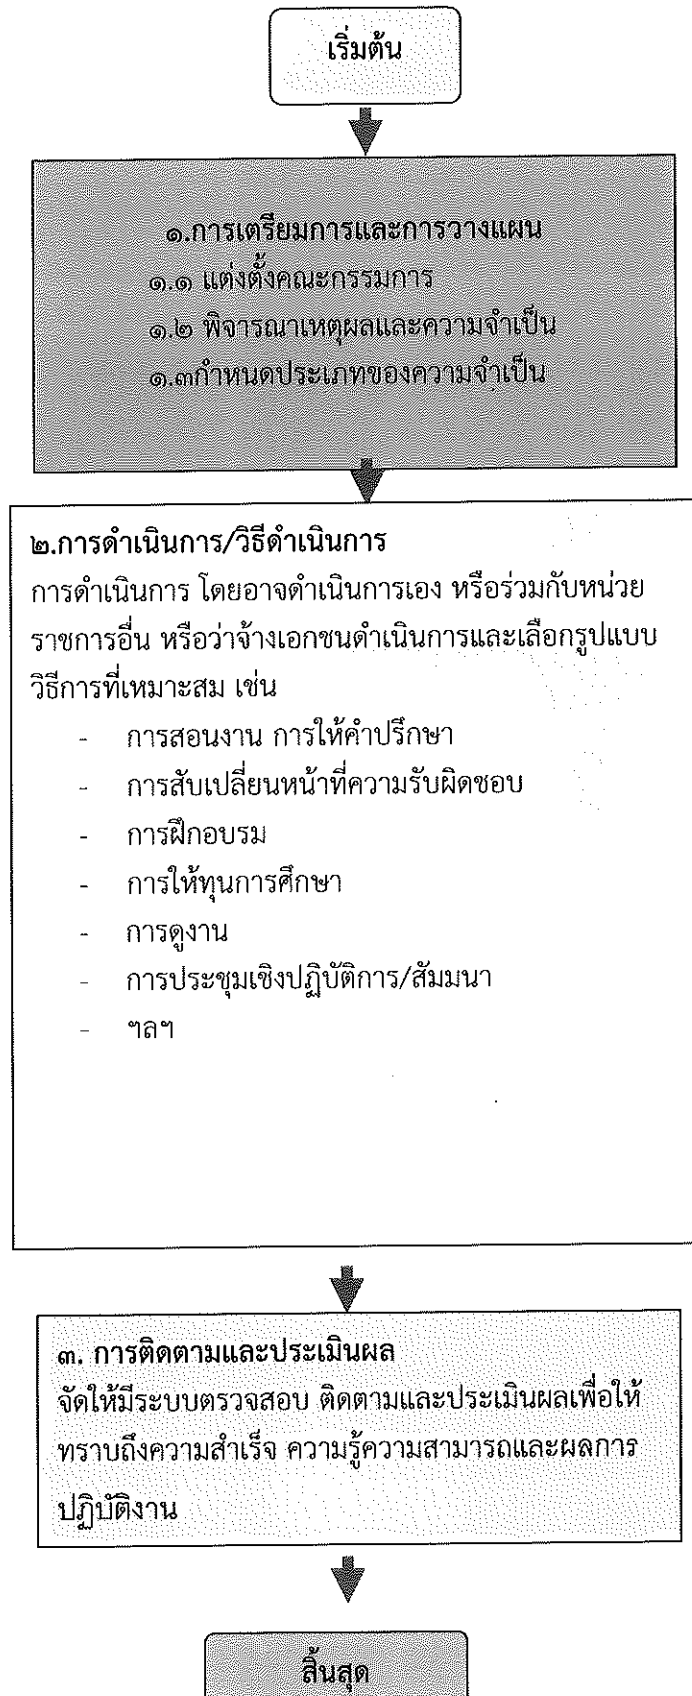 เริ่มต้น
๑.การเตรียมการและการวางแผน
๑.๑ แต่งตั้งคณะกรรมการ
๑.๒ พิจารณาเหตุผลและความจำเป็น
๑.๓กำหนดประเภทของความจำเป็น
๒.การดำเนินการ/วิธีดำเนินการ
การดำเนินการ โดยอาจดำเนินการเอง หรือร่วมกับหน่วย
ราชการอื่น หรือว่าจ้างเอกชนดำเนินการและเลือกรูปแบบ
วิธีการที่เหมาะสม เช่น
- การสอนงาน การให้คำปรึกษา
- การสับเปลี่ยนหน้าที่ความรับผิดชอบ
- การฝึกอบรม
- การให้ทุนการศึกษา
- การดูงาน
- การประชุมเชิงปฏิบัติการ/สัมมนา
- ฯลฯ
๓. การติดตามและประเมินผล
จัดให้มีระบบตรวจสอบ ติดตามและประเมินผลเพื่อให้
ทราบถึงความสำเร็จ ความรู้ความสามารถและผลการ
ปฏิบัติงาน
สิ้นสุด